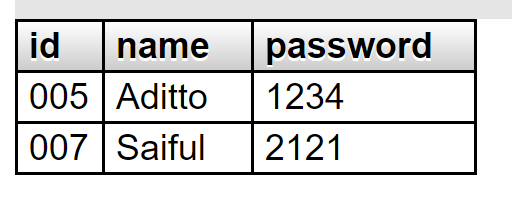 id name password
005 Aditto 1234
007 Saiful 2121